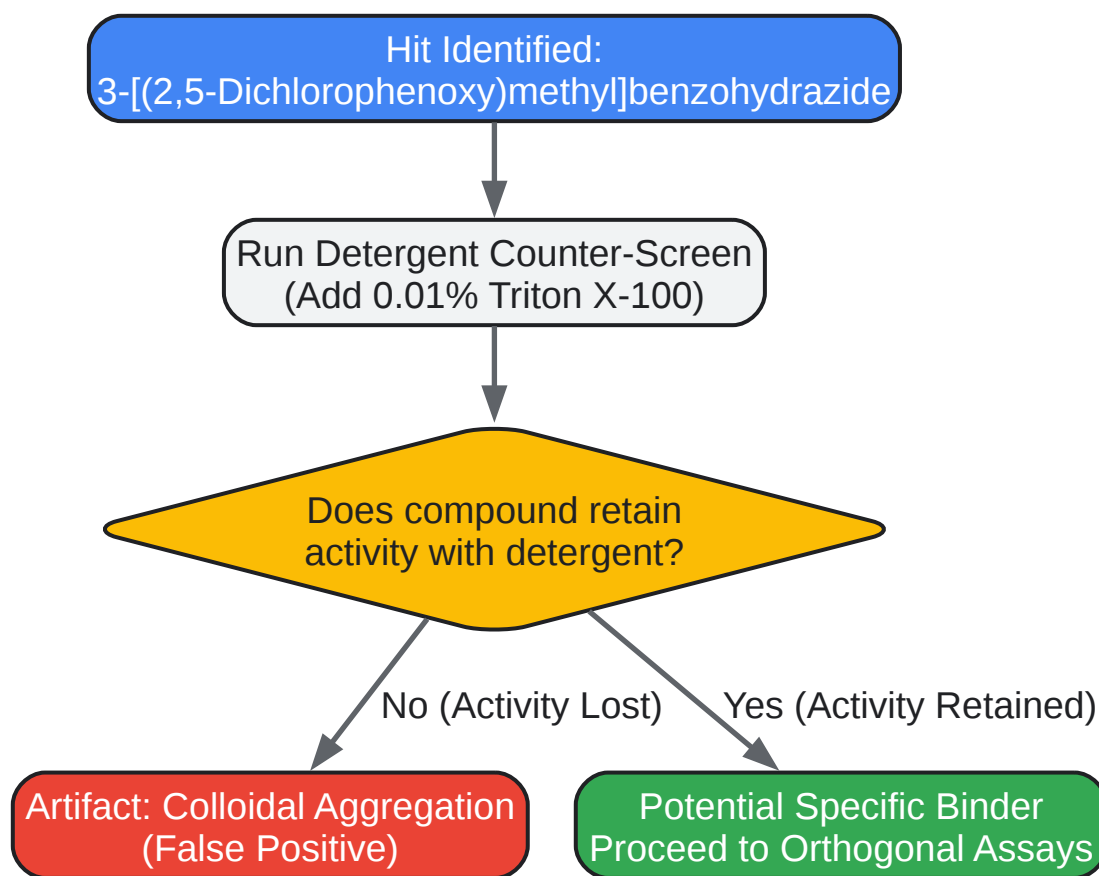 Hit Identified:
3-[(2,5-Dichlorophenoxy)methyl]benzohydrazide
Run Detergent Counter-Screen
(Add 0.01% Triton X-100)
Does compound retain
activity with detergent?
No (Activity Lost)
Yes (Activity Retained)
Artifact: Colloidal Aggregation
(False Positive)
Potential Specific Binder
Proceed to Orthogonal Assays